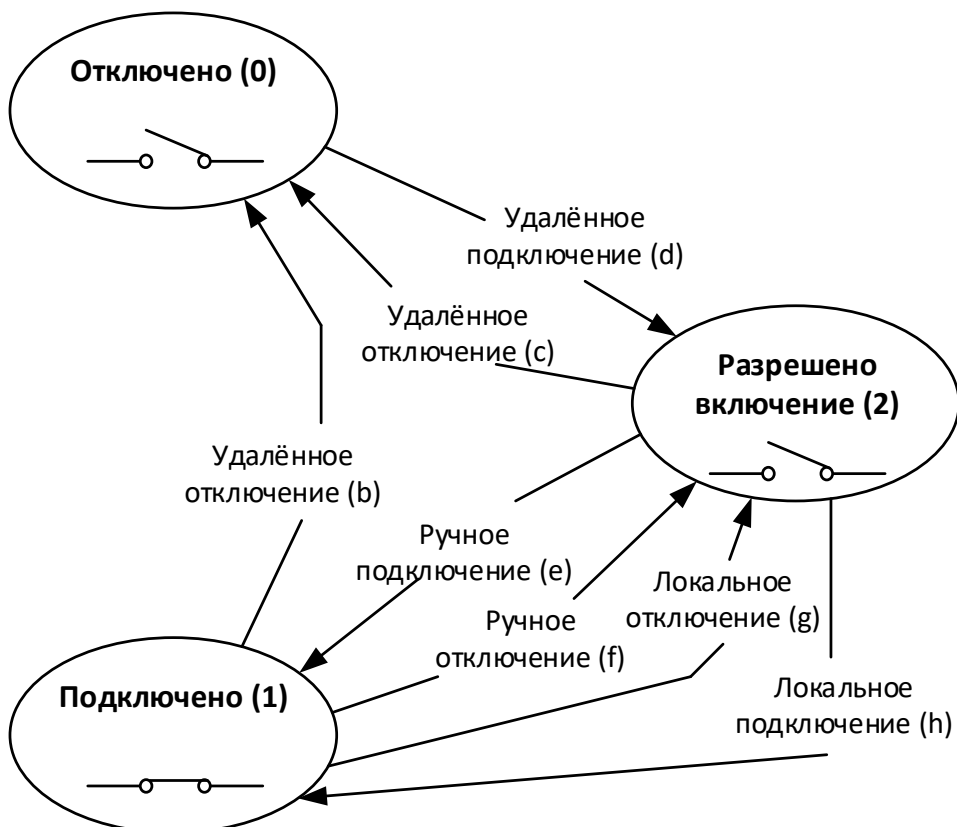 Отключено (0)
Удалённое
подключение (d)
Удалённое
отключение (c)
Разрешено
включение (2)
Удалённое
отключение (b)
Ручное
подключение (e)
Локальное
отключение (g)
Ручное
отключение (f)
Подключено (1)
Локальное
подключение (h)